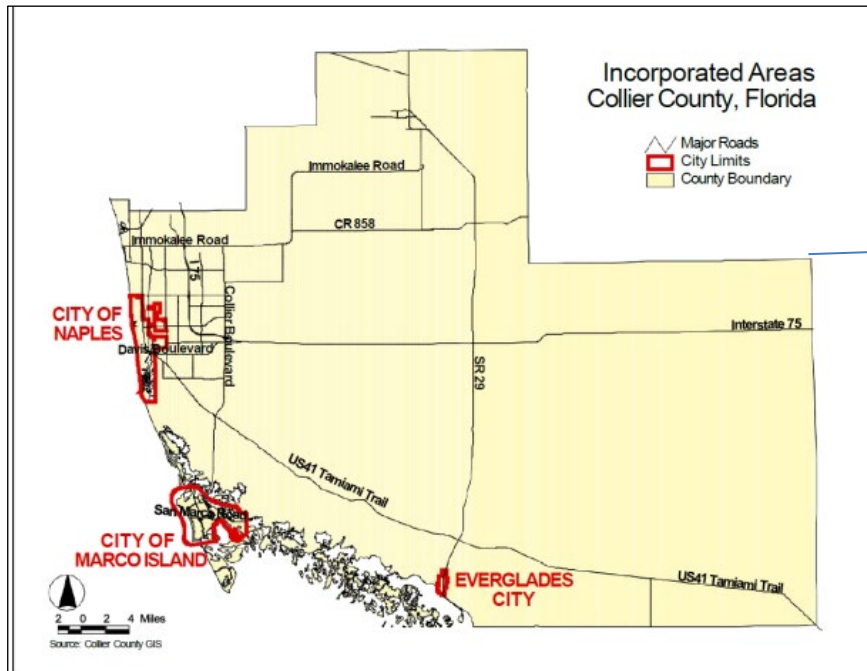 Incorporated Areas
Collier County, Florida
Major Roads
City Limits
County Boundary
Immokalee Road
CR 858
Immokalee Road
I 75
Collier Boulevard
CITY OF
NAPLES
Davis Boulevard
Interstate 75
SR 29
US41 Tamiami Trail
San Marco Road
CITY OF
MARCO ISLAND
EVERGLADES
CITY
US41 Tamiami Trail
2 0 2 4 Miles
Source: Collier County GIS